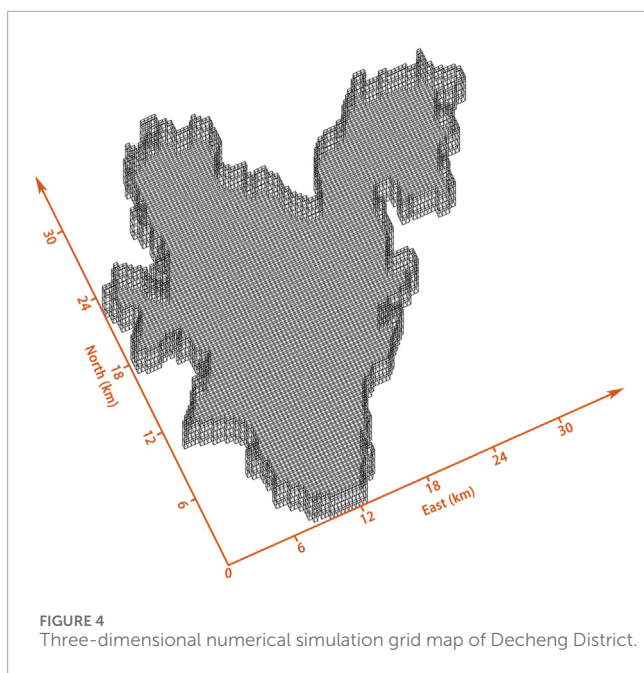 30
24
North (km)
18
12
6
0
6
12
18
East (km)
24
30
FIGURE 4
Three-dimensional numerical simulation grid map of Decheng District.